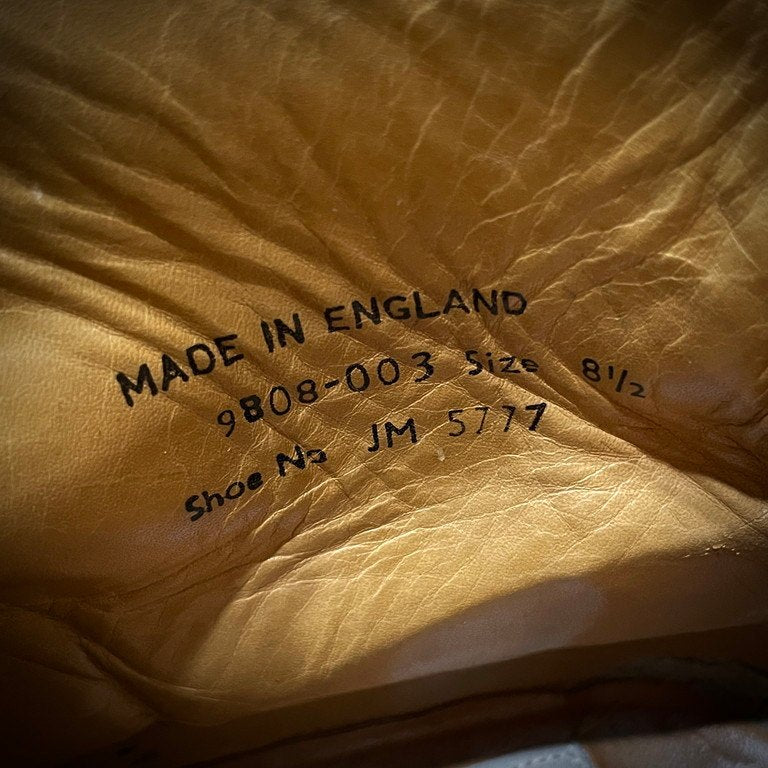 MADE IN ENGLAND
9808-003 Size 8½
Shoe No JM 5777